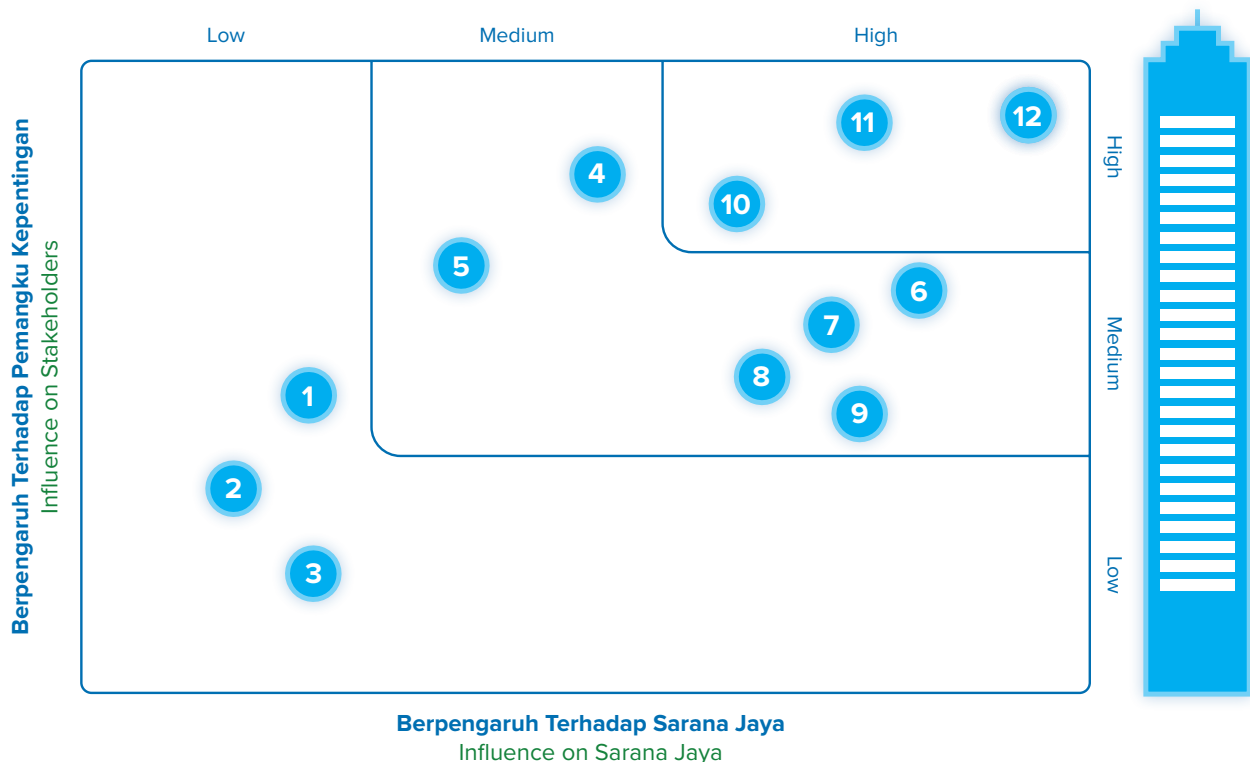 Low
Medium
High
Berpengaruh Terhadap Pemangku Kepentingan
Influence on Stakeholders
12
11
4
10
5
6
7
8
1
9
2
3
High
Medium
Low
Berpengaruh Terhadap Sarana Jaya
Influence on Sarana Jaya